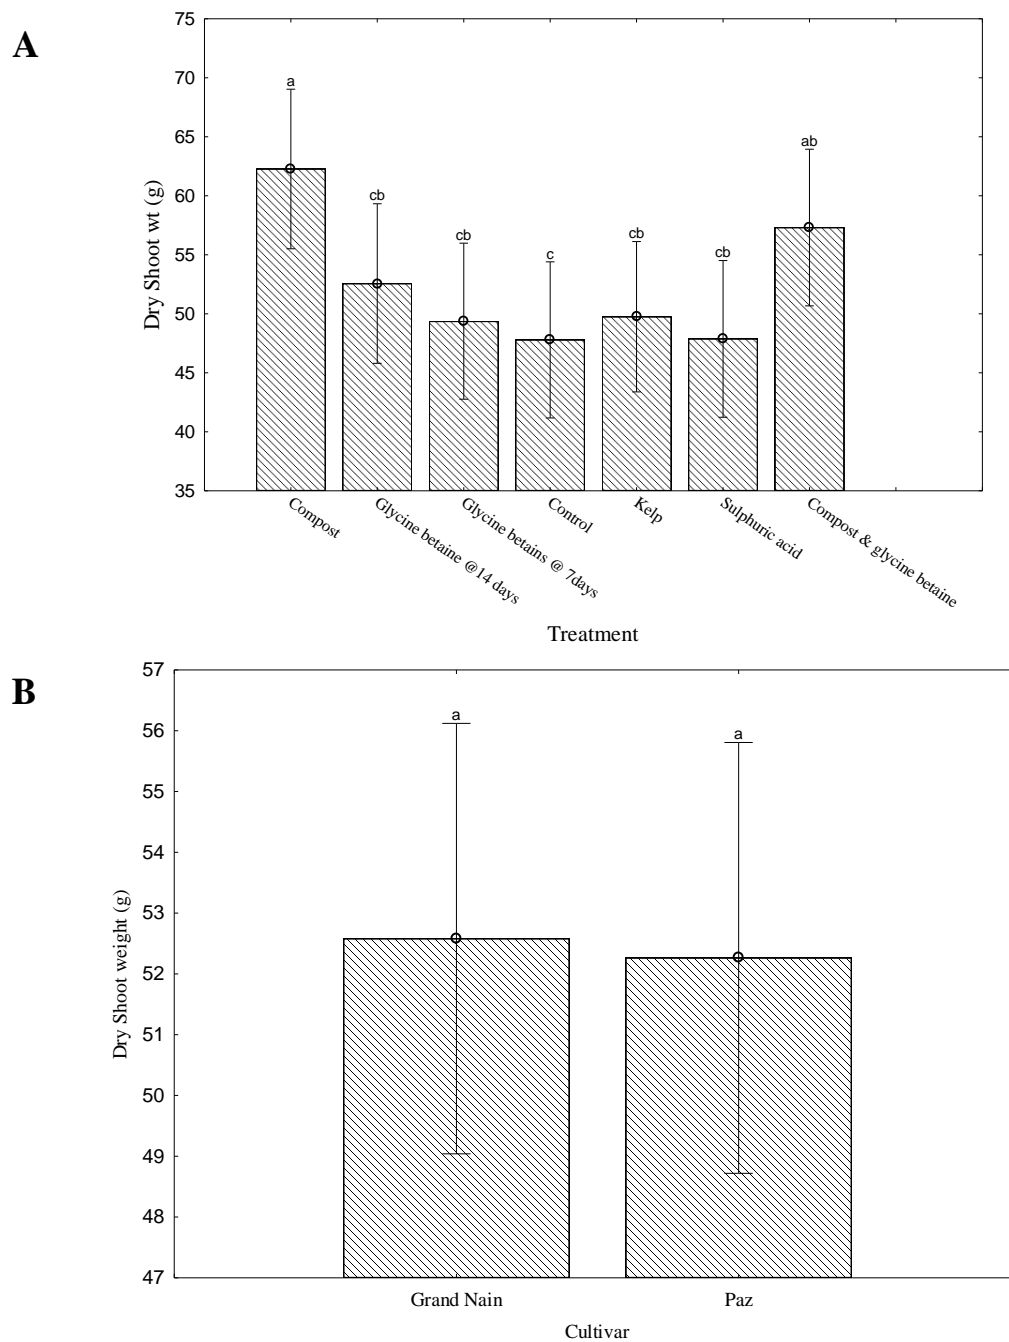 A
75
70
65
60
55
50
45
40
35
Dry Shoot wt (g)
a
cb
cb
c
cb
cb
ab
Compost
Glycine betaine @14 days
Glycine betains @ 7days
Control
Kelp
Sulphuric acid
Compost & glycine betaine
Treatment
B
57
56
55
54
53
52
51
50
49
48
47
Dry Shoot weight (g)
a
a
Grand Nain
Paz
Cultivar